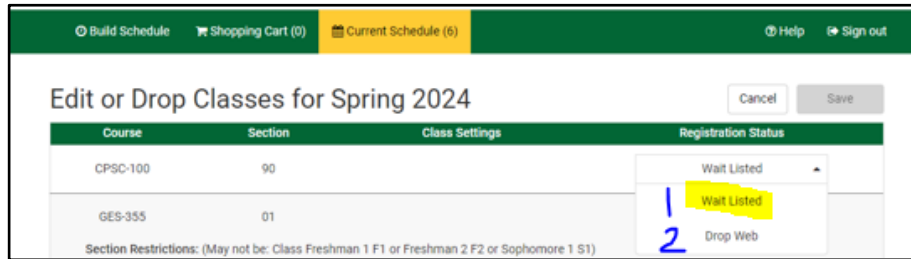 Build Schedule Shopping Cart (0) Current Schedule (6) Help Sign out
Edit or Drop Classes for Spring 2024 Cancel Save
Course Section Class Settings Registration Status
CPSC-100 90 Wait Listed
1 Wait Listed
GES-355 01
2 Drop Web
Section Restrictions: (May not be: Class Freshman 1 F1 or Freshman 2 F2 or Sophomore 1 S1)